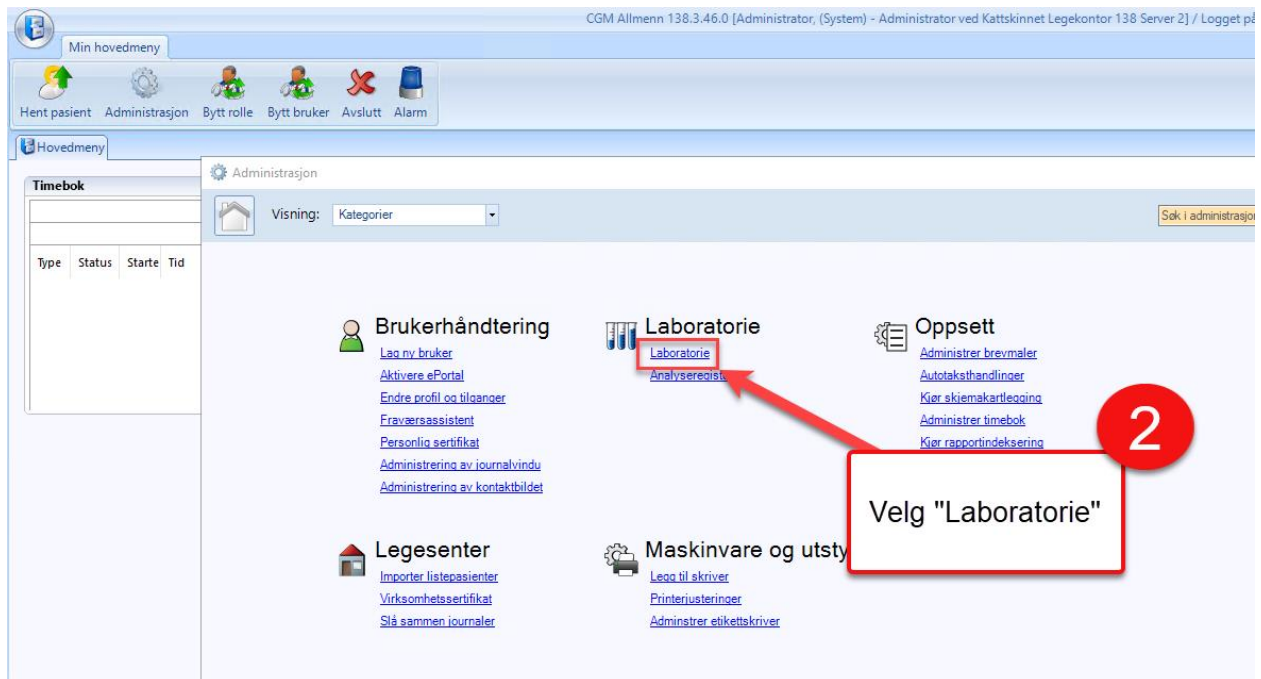 CGM Allmenn 138.3.46.0 [Administrator, (System) - Administrator ved Kattskinnet Legekontor 138 Server 2] / Logget på
Min hovedmeny
Hent pasient Administrasjon Bytt rolle Bytt bruker Avslutt Alarm
Hovedmeny
Timebok
Type Status Starte Tid
Administrasjon
Visning: Kategorier
Søk i administrasjon
Brukerhåndtering
Lag ny bruker
Aktivere ePortal
Endre profil og tilganger
Fraværsassistent
Personlig sertifikat
Administrering av journalvindu
Administrering av kontaktbildet
Laboratorie
Laboratorie
Analyseregist
Oppsett
Administrer brevmaler
Autotaksthandlinger
Kjør skjemakartlegging
Administrer timebok
Kjør rapportindeksering
2
Velg "Laboratorie"
Legesenter
Importer listepasienter
Virksomhetssertifikat
Slå sammen journaler
Maskinvare og utsty
Legg til skriver
Printerjusteringer
Adminstrer etikettskriver